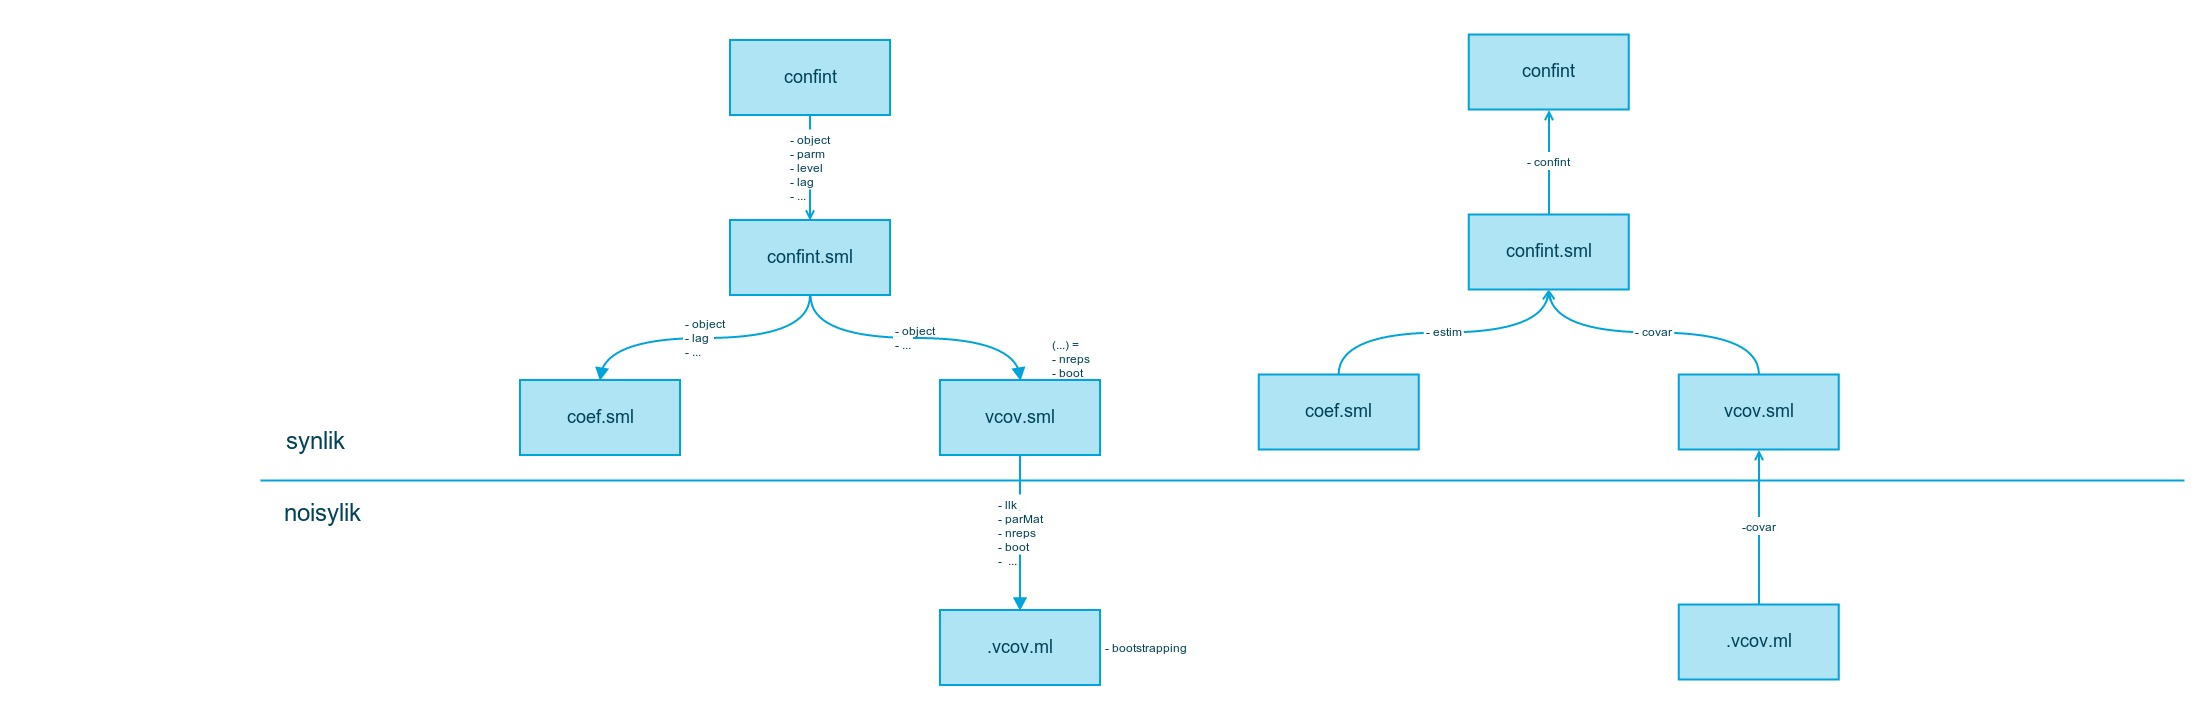 confint
- object
- parm
- level
- lag
- ...
confint.sml
- object
- lag
- ...
- object
- ...
(...) =
- nreps
- boot
coef.sml
vcov.sml
synlik
noisylik
- llk
- parMat
- nreps
- boot
- ...
.vcov.ml
- bootstrapping
confint
- confint
confint.sml
- estim
- covar
coef.sml
vcov.sml
-covar
.vcov.ml